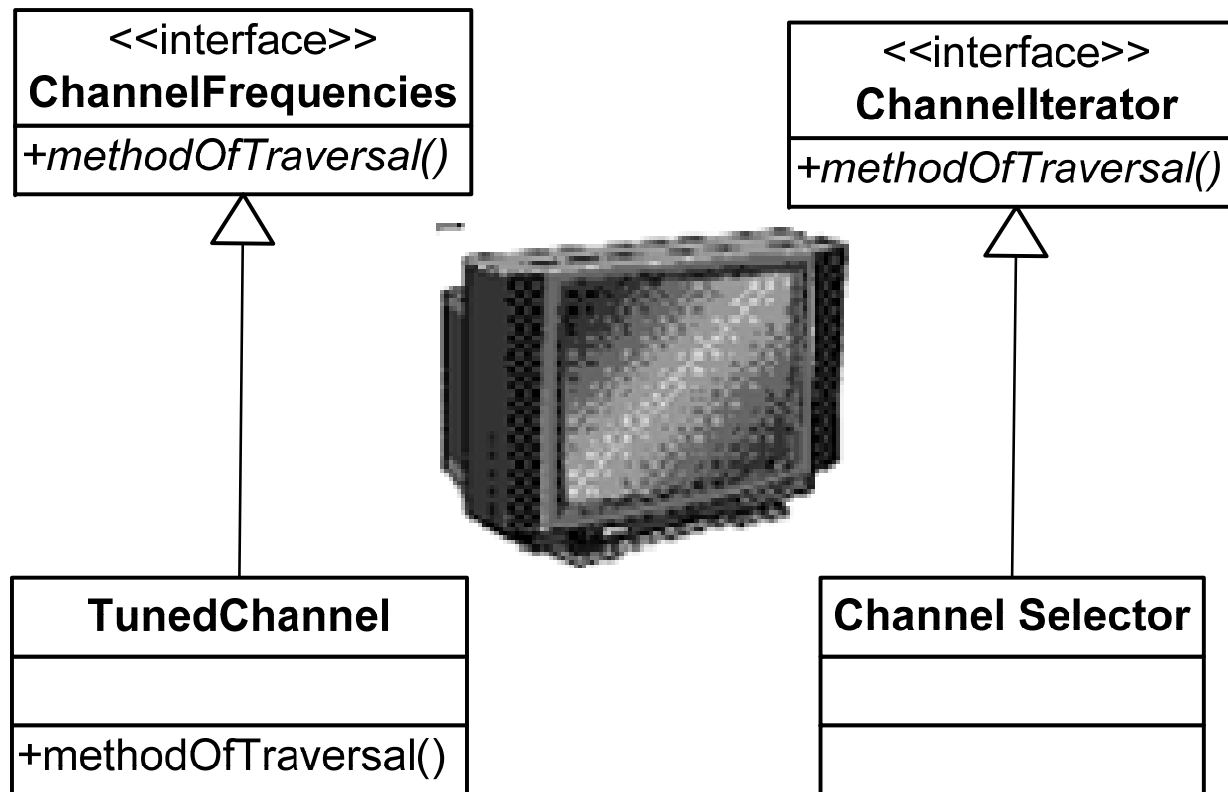 <<interface>>
ChannelFrequencies
+methodOfTraversal()
<<interface>>
ChannelIterator
+methodOfTraversal()
TunedChannel
+methodOfTraversal()
Channel Selector